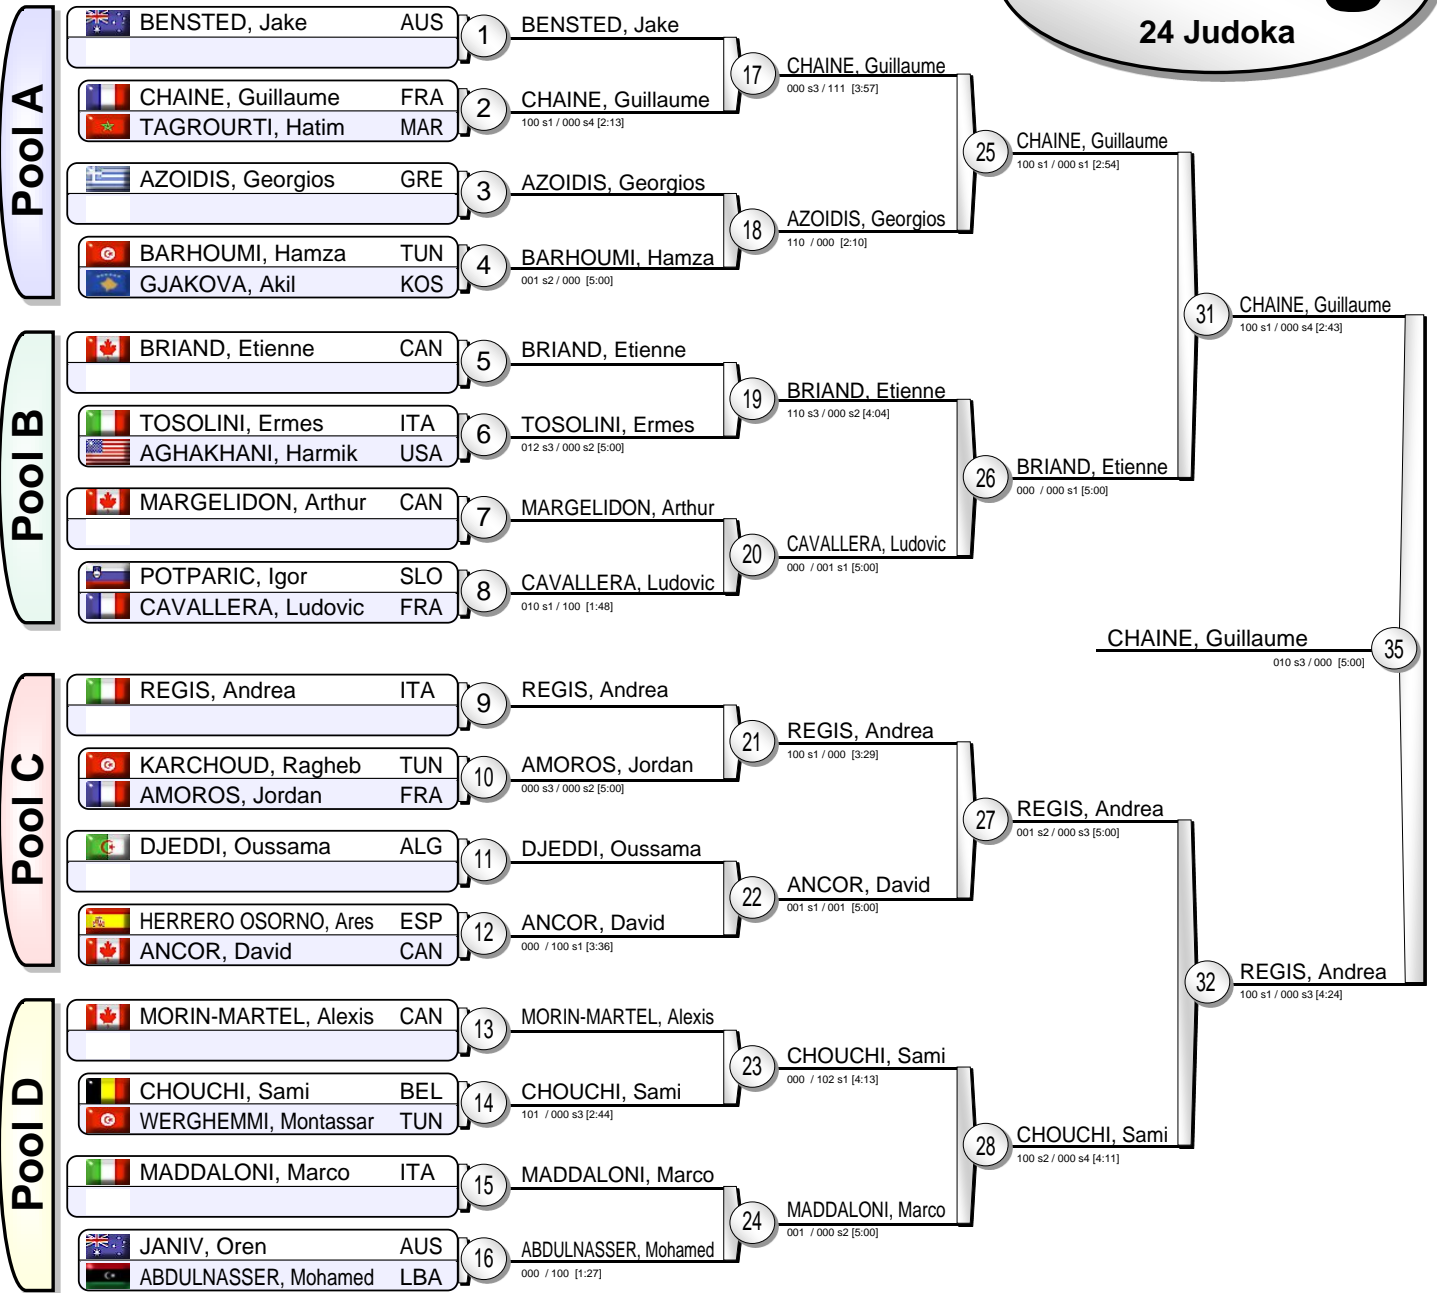 24 Judoka
Pool A
BENSTED, Jake AUS
1
BENSTED, Jake
CHAINE, Guillaume FRA
TAGROURTI, Hatim MAR
2
CHAINE, Guillaume
100 s1 / 000 s4 [2:13]
17
CHAINE, Guillaume
000 s3 / 111 [3:57]
AZOIDIS, Georgios GRE
3
AZOIDIS, Georgios
BARHOUMI, Hamza TUN
GJAKOVA, Akil KOS
4
BARHOUMI, Hamza
001 s2 / 000 [5:00]
18
AZOIDIS, Georgios
110 / 000 [2:10]
25
CHAINE, Guillaume
100 s1 / 000 s1 [2:54]
Pool B
BRIAND, Etienne CAN
5
BRIAND, Etienne
TOSOLINI, Ermes ITA
AGHAKHANI, Harmik USA
6
TOSOLINI, Ermes
012 s3 / 000 s2 [5:00]
19
BRIAND, Etienne
110 s3 / 000 s2 [4:04]
MARGELIDON, Arthur CAN
7
MARGELIDON, Arthur
POTPARIC, Igor SLO
CAVALLERA, Ludovic FRA
8
CAVALLERA, Ludovic
010 s1 / 100 [1:48]
20
CAVALLERA, Ludovic
000 / 001 s1 [5:00]
26
BRIAND, Etienne
000 / 000 s1 [5:00]
31
CHAINE, Guillaume
100 s1 / 000 s4 [2:43]
CHAINE, Guillaume
010 s3 / 000 [5:00]
35
Pool C
REGIS, Andrea ITA
9
REGIS, Andrea
KARCHOUD, Ragheb TUN
AMOROS, Jordan FRA
10
AMOROS, Jordan
000 s3 / 000 s2 [5:00]
21
REGIS, Andrea
100 s1 / 000 [3:29]
DJEDDI, Oussama ALG
11
DJEDDI, Oussama
HERRERO OSORNO, Ares ESP
ANCOR, David CAN
12
ANCOR, David
000 / 100 s1 [3:36]
22
ANCOR, David
001 s1 / 001 [5:00]
27
REGIS, Andrea
001 s2 / 000 s3 [5:00]
Pool D
MORIN-MARTEL, Alexis CAN
13
MORIN-MARTEL, Alexis
CHOUCHI, Sami BEL
WERGHEMMI, Montassar TUN
14
CHOUCHI, Sami
101 / 000 s3 [2:44]
23
CHOUCHI, Sami
000 / 102 s1 [4:13]
MADDALONI, Marco ITA
15
MADDALONI, Marco
JANIV, Oren AUS
ABDULNASSER, Mohamed LBA
16
ABDULNASSER, Mohamed
000 / 100 [1:27]
24
MADDALONI, Marco
001 / 000 s2 [5:00]
28
CHOUCHI, Sami
100 s2 / 000 s4 [4:11]
32
REGIS, Andrea
100 s1 / 000 s3 [4:24]